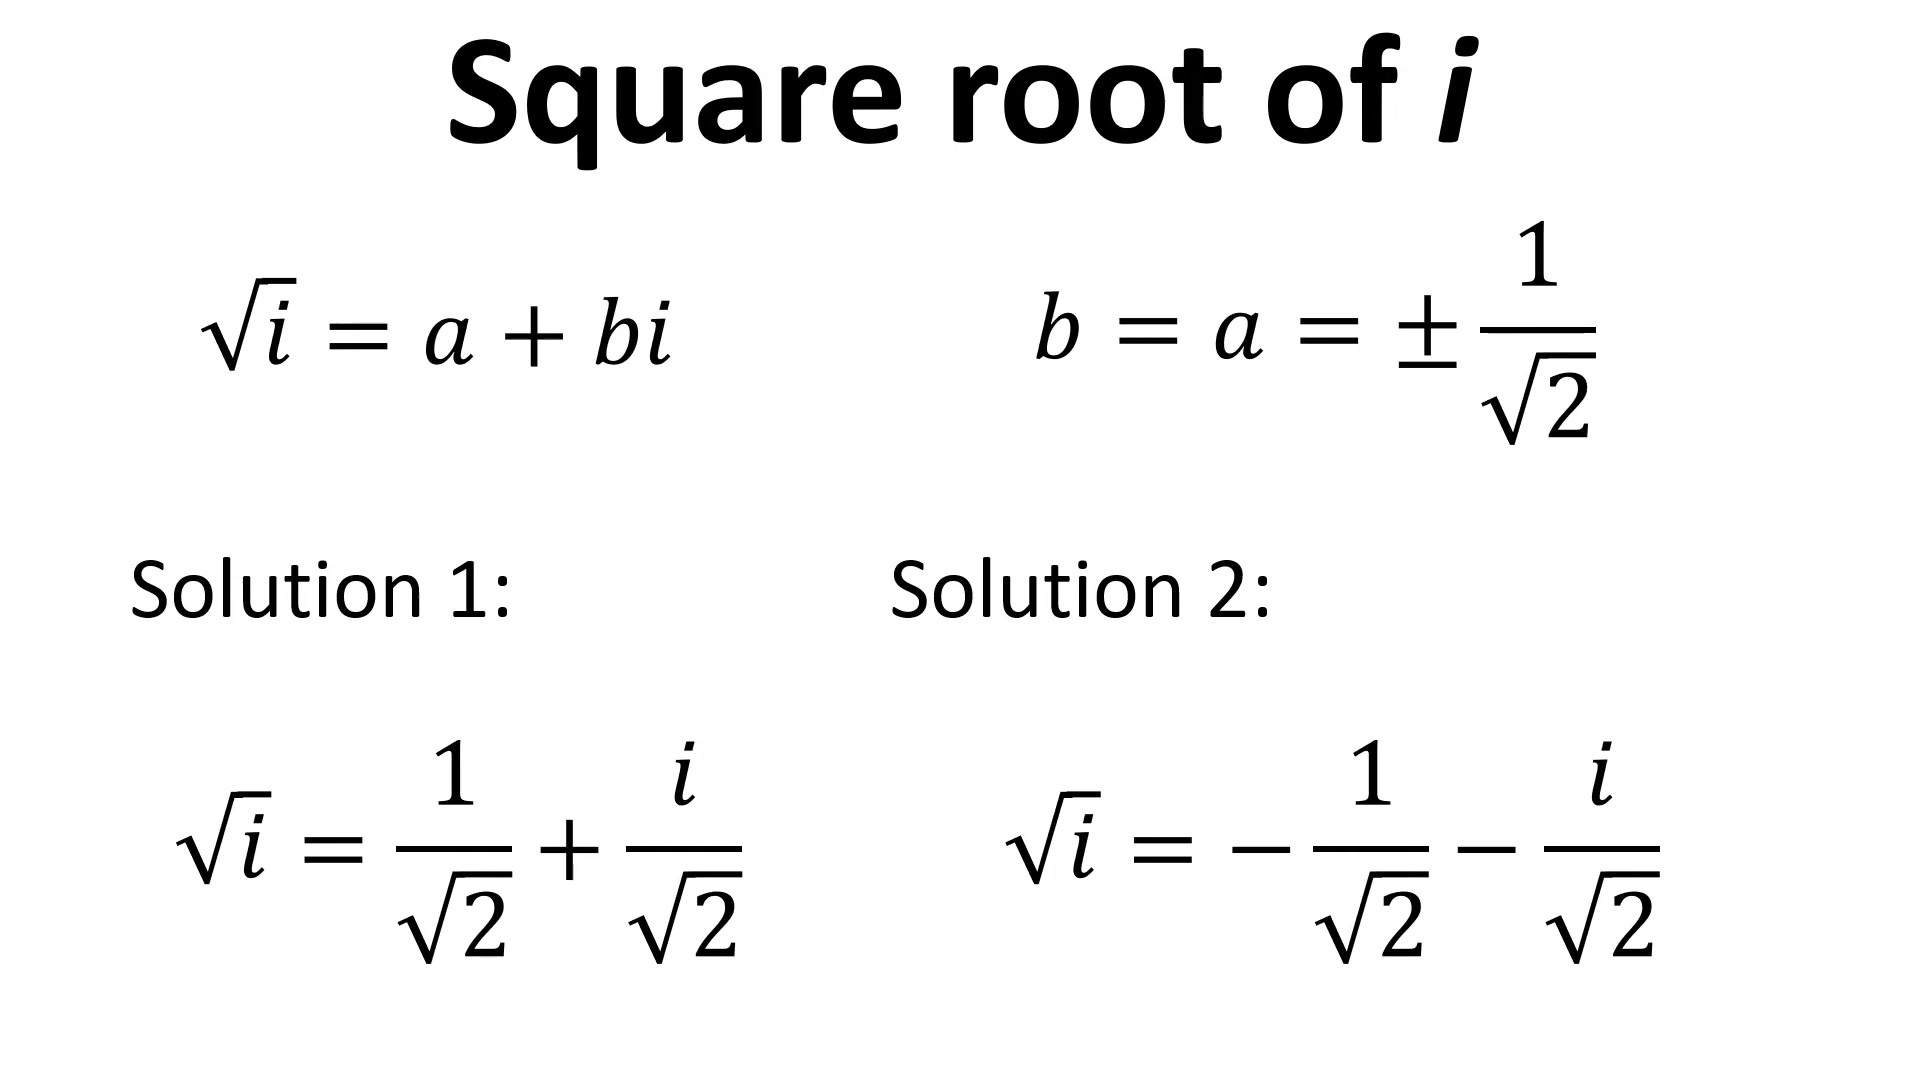 Square root of i
√i = a + bi
b = a = ± 1/√2
Solution 1:
Solution 2:
√i = 1/√2 + i/√2
√i = − 1/√2 − i/√2